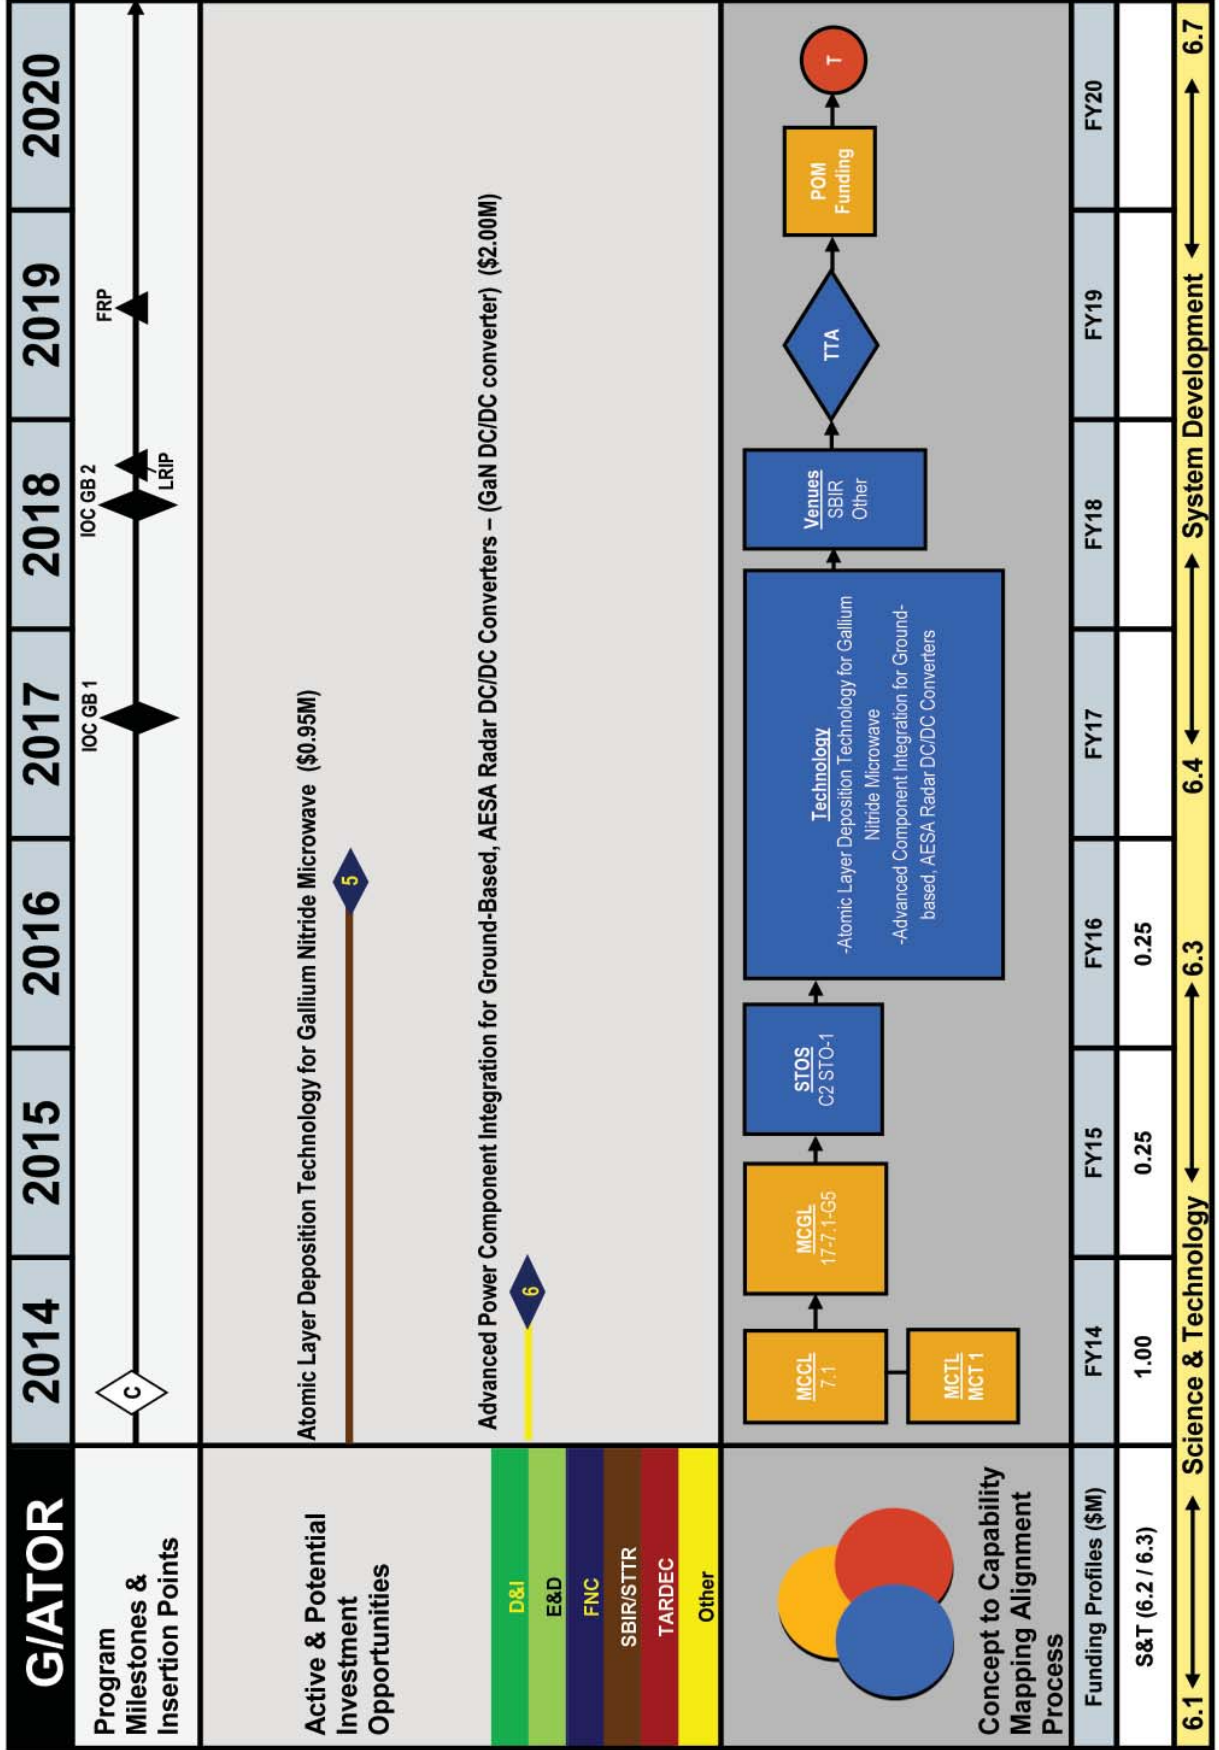 G/ATOR
2014
2015
2016
2017
2018
2019
2020
Program
Milestones &
Insertion Points
C
IOC GB 1
IOC GB 2
LRIP
FRP
Active & Potential
Investment
Opportunities
D&I
E&D
FNC
SBIR/STTR
TARDEC
Other
Atomic Layer Deposition Technology for Gallium Nitride Microwave ($0.95M)
5
Advanced Power Component Integration for Ground-Based, AESA Radar DC/DC Converters – (GaN DC/DC converter) ($2.00M)
6
Concept to Capability
Mapping Alignment
Process
MCCL
7.1
MCTL
MCT 1
MCGL
17-7.1-G5
STOS
C2 STO-1
Technology
-Atomic Layer Deposition Technology for Gallium
Nitride Microwave
-Advanced Component Integration for Ground-
based, AESA Radar DC/DC Converters
Venues
SBIR
Other
TTA
POM
Funding
T
Funding Profiles ($M)
FY14
FY15
FY16
FY17
FY18
FY19
FY20
S&T (6.2 / 6.3)
1.00
0.25
0.25
6.1
Science & Technology
6.3
6.4
System Development
6.7